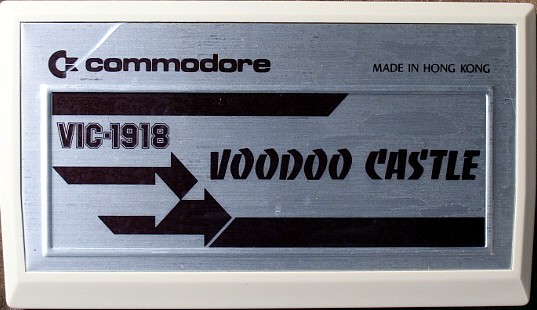 commodore
MADE IN HONG KONG
VIC-1918
VOODOO CASTLE